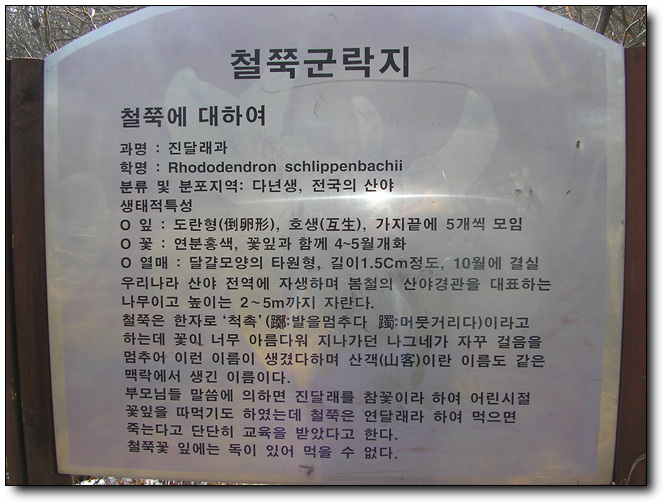 철쭉군락지
철쭉에 대하여
과명 : 진달래과
학명 : Rhododendron schlippenbachii
분류 및 분포지역: 다년생, 전국의 산야
생태적특성
O 잎 : 도란형(倒卵形), 호생(互生), 가지끝에 5개씩 모임
O 꽃 : 연분홍색, 꽃잎과 함께 4~5월개화
O 열매 : 달걀모양의 타원형, 길이1.5Cm정도, 10월에 결실
우리나라 산야 전역에 자생하며 봄철의 산야경관을 대표하는
나무이고 높이는 2~5m까지 자란다.
철쭉은 한자로 '척촉'(躑:발을멈추다 躅:머뭇거리다)이라고
하는데 꽃이 너무 아름다워 지나가던 나그네가 자꾸 걸음을
멈추어 이런 이름이 생겼다하며 산객(山客)이란 이름도 같은
맥락에서 생긴 이름이다.
부모님들 말씀에 의하면 진달래를 참꽃이라 하여 어린시절
꽃잎을 따먹기도 하였는데 철쭉은 연달래라 하여 먹으면
죽는다고 단단히 교육을 받았다고 한다.
철쭉꽃 잎에는 독이 있어 먹을 수 없다.